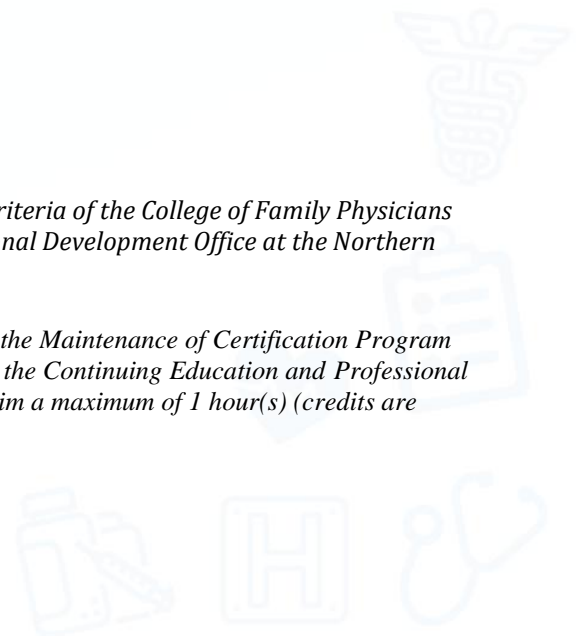 riteria of the College of Family Physicians
nal Development Office at the Northern
the Maintenance of Certification Program
the Continuing Education and Professional
im a maximum of 1 hour(s) (credits are